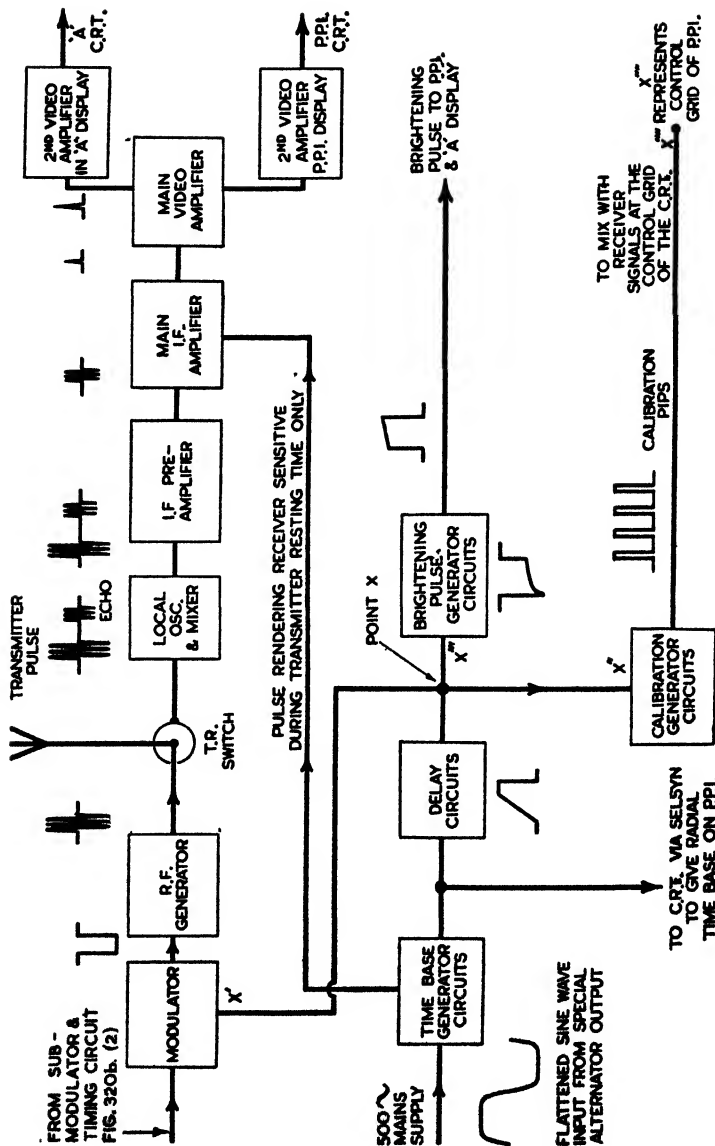 FROM SUB-
MODULATOR &
TIMING CIRCUIT
FIG. 320b. (2)
MODULATOR
X'
R.F.
GENERATOR
T.R.
SWITCH
TRANSMITTER
PULSE
ECHO
LOCAL
OSC.
& MIXER
I.F PRE-
AMPLIFIER
MAIN
I.F.
AMPLIFIER
MAIN
VIDEO
AMPLIFIER
2ND VIDEO
AMPLIFIER
IN "A" DISPLAY
"A"
C.R.T.
2ND VIDEO
AMPLIFIER
P.P.I. DISPLAY
P.P.I.
C.R.T.
PULSE RENDERING RECEIVER SENSITIVE
DURING TRANSMITTER RESTING TIME ONLY
500~
MAINS
SUPPLY
TIME BASE
GENERATOR
CIRCUITS
DELAY
CIRCUITS
POINT X
X'''
BRIGHTENING
PULSE
GENERATOR
CIRCUITS
BRIGHTENING
PULSE TO P.P.I.
& "A" DISPLAY
FLATTENED SINE WAVE
INPUT FROM SPECIAL
ALTERNATOR OUTPUT
TO C.R.T. VIA SELSYN
TO GIVE RADIAL
TIME BASE ON PPI
X''
CALIBRATION
GENERATOR
CIRCUITS
CALIBRATION
PIPS
TO MIX WITH
RECEIVER
SIGNALS AT THE
CONTROL GRID
OF THE C.R.T.
X''''
X''''
REPRESENTS
CONTROL
GRID OF P.P.I.